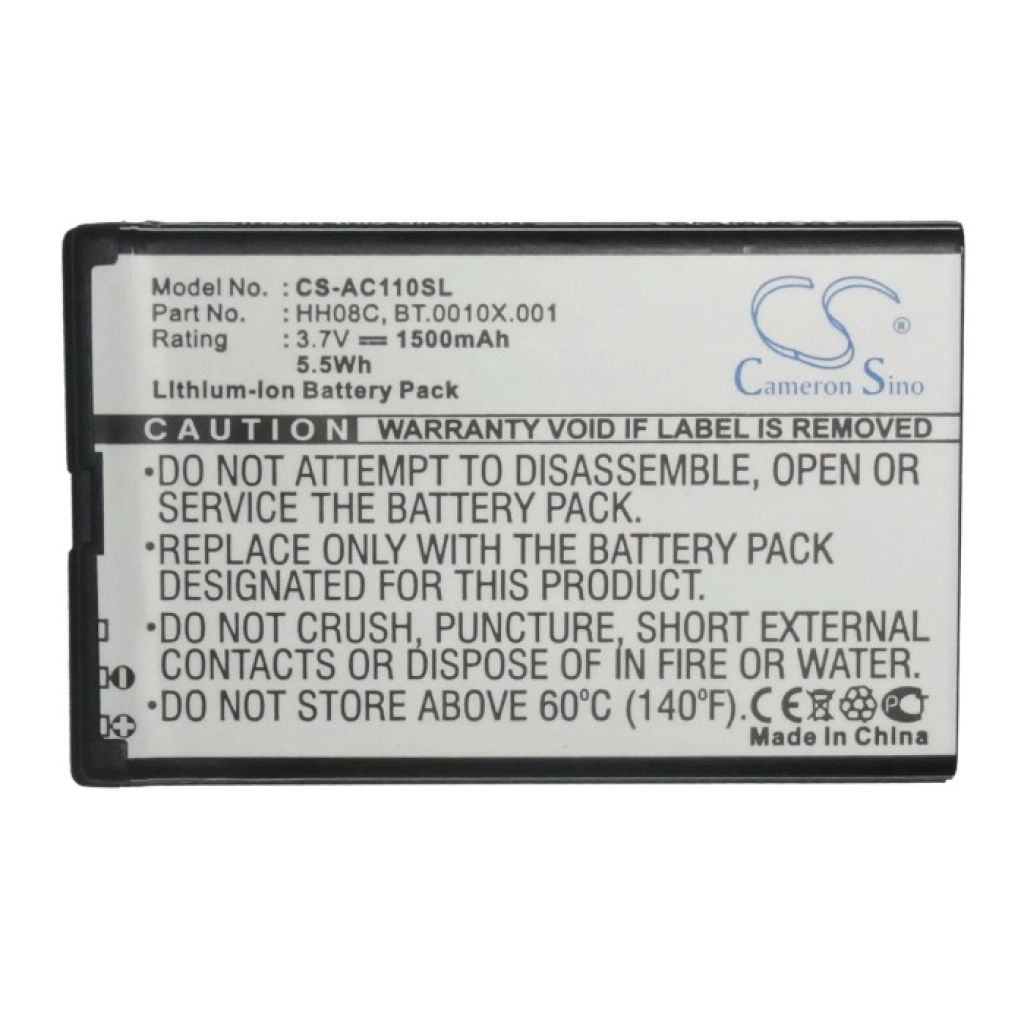 Model No. : CS-AC110SL
Part No. : HH08C, BT.0010X.001
Rating : 3.7V 1500mAh
5.5Wh
Lithium-Ion Battery Pack
CS ®
Cameron Sino
CAUTION WARRANTY VOID IF LABEL IS REMOVED
•DO NOT ATTEMPT TO DISASSEMBLE, OPEN OR
SERVICE THE BATTERY PACK.
•REPLACE ONLY WITH THE BATTERY PACK
DESIGNATED FOR THIS PRODUCT.
•DO NOT CRUSH, PUNCTURE, SHORT EXTERNAL
CONTACTS OR DISPOSE OF IN FIRE OR WATER.
•DO NOT STORE ABOVE 60°C (140°F). CE
Made In China